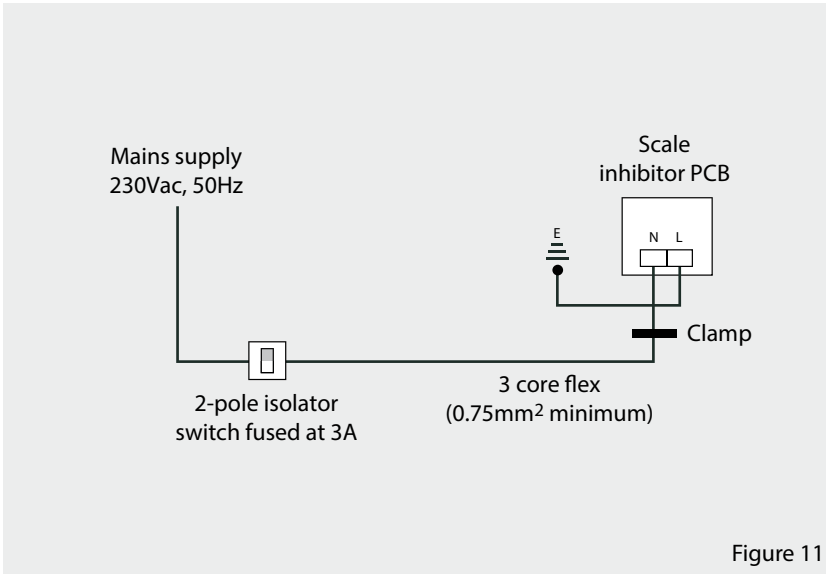 Mains supply
230Vac, 50Hz
Scale
inhibitor PCB
E
N L
Clamp
2-pole isolator
switch fused at 3A
3 core flex
(0.75mm² minimum)
Figure 11